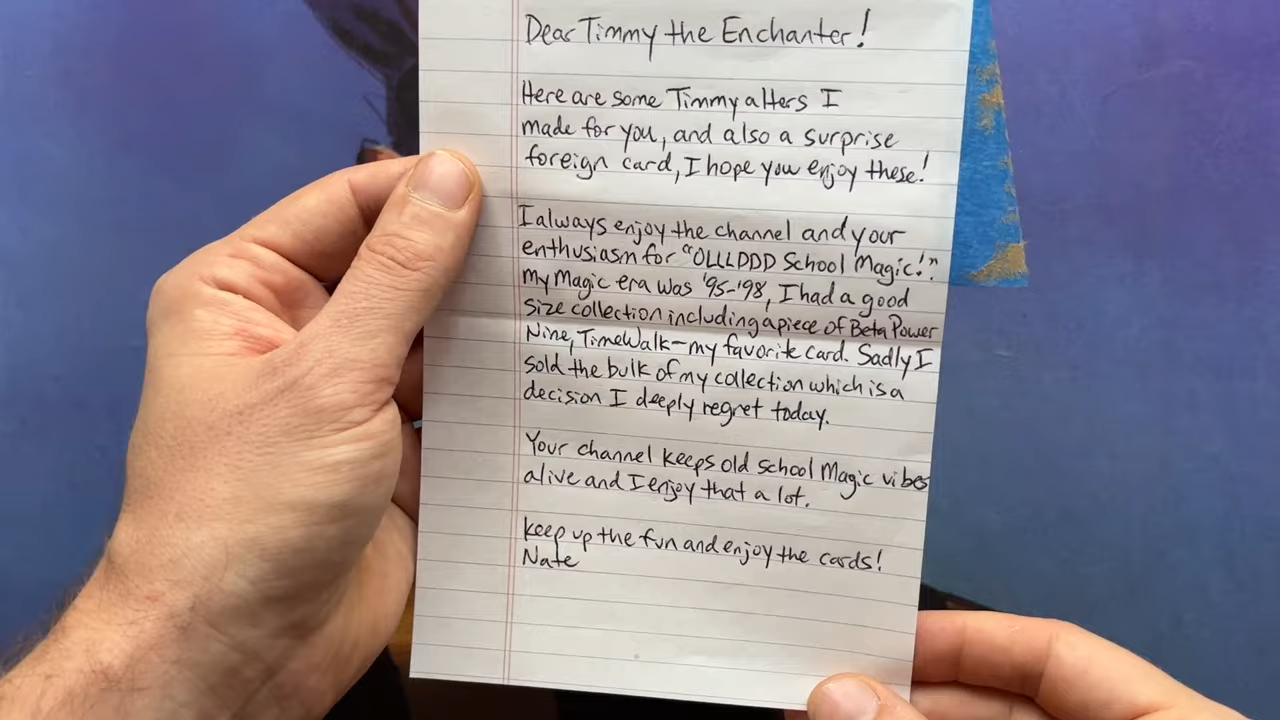 Dear Timmy the Enchanter!
Here are some Timmy alters I
made for you, and also a surprise
foreign card, I hope you enjoy these!
I always enjoy the channel and your
enthusiasm for "OLLLDDD School Magic!".
my Magic era was '95-'98, I had a good
size collection including a piece of Beta Power
Nine, Time Walk - my favorite card. Sadly I
sold the bulk of my collection which is a
decision I deeply regret today.
Your channel keeps old school Magic vibes
alive and I enjoy that a lot.
keep up the fun and enjoy the cards!
Nate